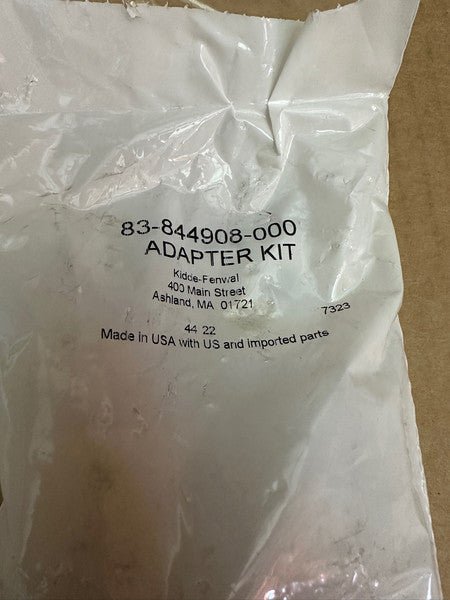 83-844908-000
ADAPTER KIT
Kidde-Fenwal
400 Main Street
Ashland, MA 01721
7323
44 22
Made in USA with US and imported parts